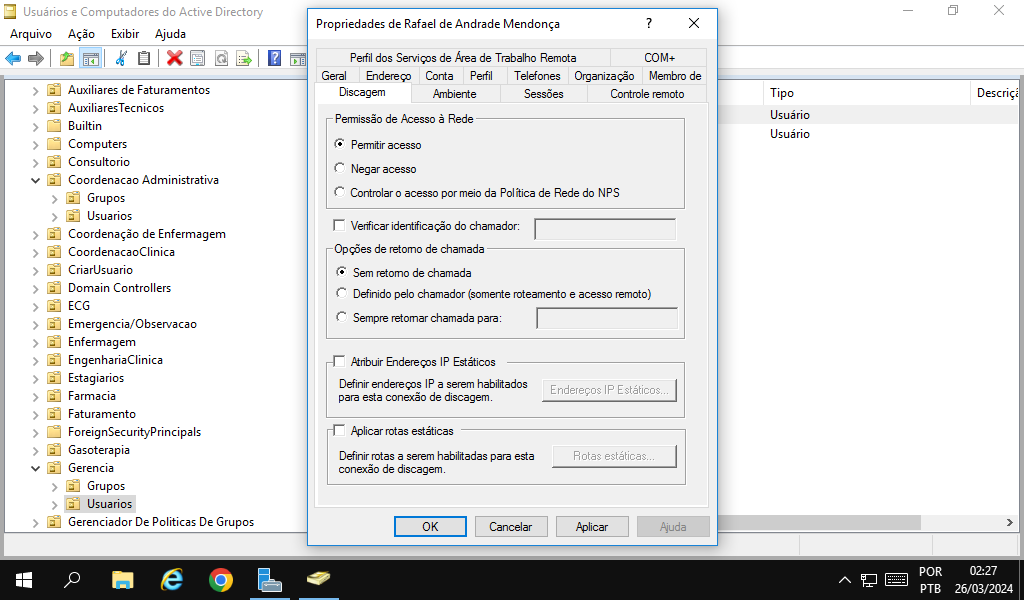 Usuários e Computadores do Active Directory
Arquivo Ação Exibir Ajuda
Auxiliares de Faturamentos
AuxiliaresTecnicos
Builtin
Computers
Consultorio
Coordenacao Administrativa
Grupos
Usuarios
Coordenação de Enfermagem
CoordenacaoClinica
CriarUsuario
Domain Controllers
ECG
Emergencia/Observacao
Enfermagem
EngenhariaClinica
Estagiarios
Farmacia
Faturamento
ForeignSecurityPrincipals
Gasoterapia
Gerencia
Grupos
Usuarios
Gerenciador De Politicas De Grupos
Tipo Descriçã
Usuário
Usuário
Propriedades de Rafael de Andrade Mendonça
Perfil dos Serviços de Área de Trabalho Remota COM+
Geral Endereço Conta Perfil Telefones Organização Membro de
Discagem Ambiente Sessões Controle remoto
Permissão de Acesso à Rede
Permitir acesso
Negar acesso
Controlar o acesso por meio da Política de Rede do NPS
Verificar identificação do chamador:
Opções de retorno de chamada
Sem retorno de chamada
Definido pelo chamador (somente roteamento e acesso remoto)
Sempre retornar chamada para:
Atribuir Endereços IP Estáticos
Definir endereços IP a serem habilitados
para esta conexão de discagem.
Endereços IP Estáticos...
Aplicar rotas estáticas
Definir rotas a serem habilitadas para esta
conexão de discagem.
Rotas estáticas...
OK Cancelar Aplicar Ajuda
POR
PTB
02:27
26/03/2024